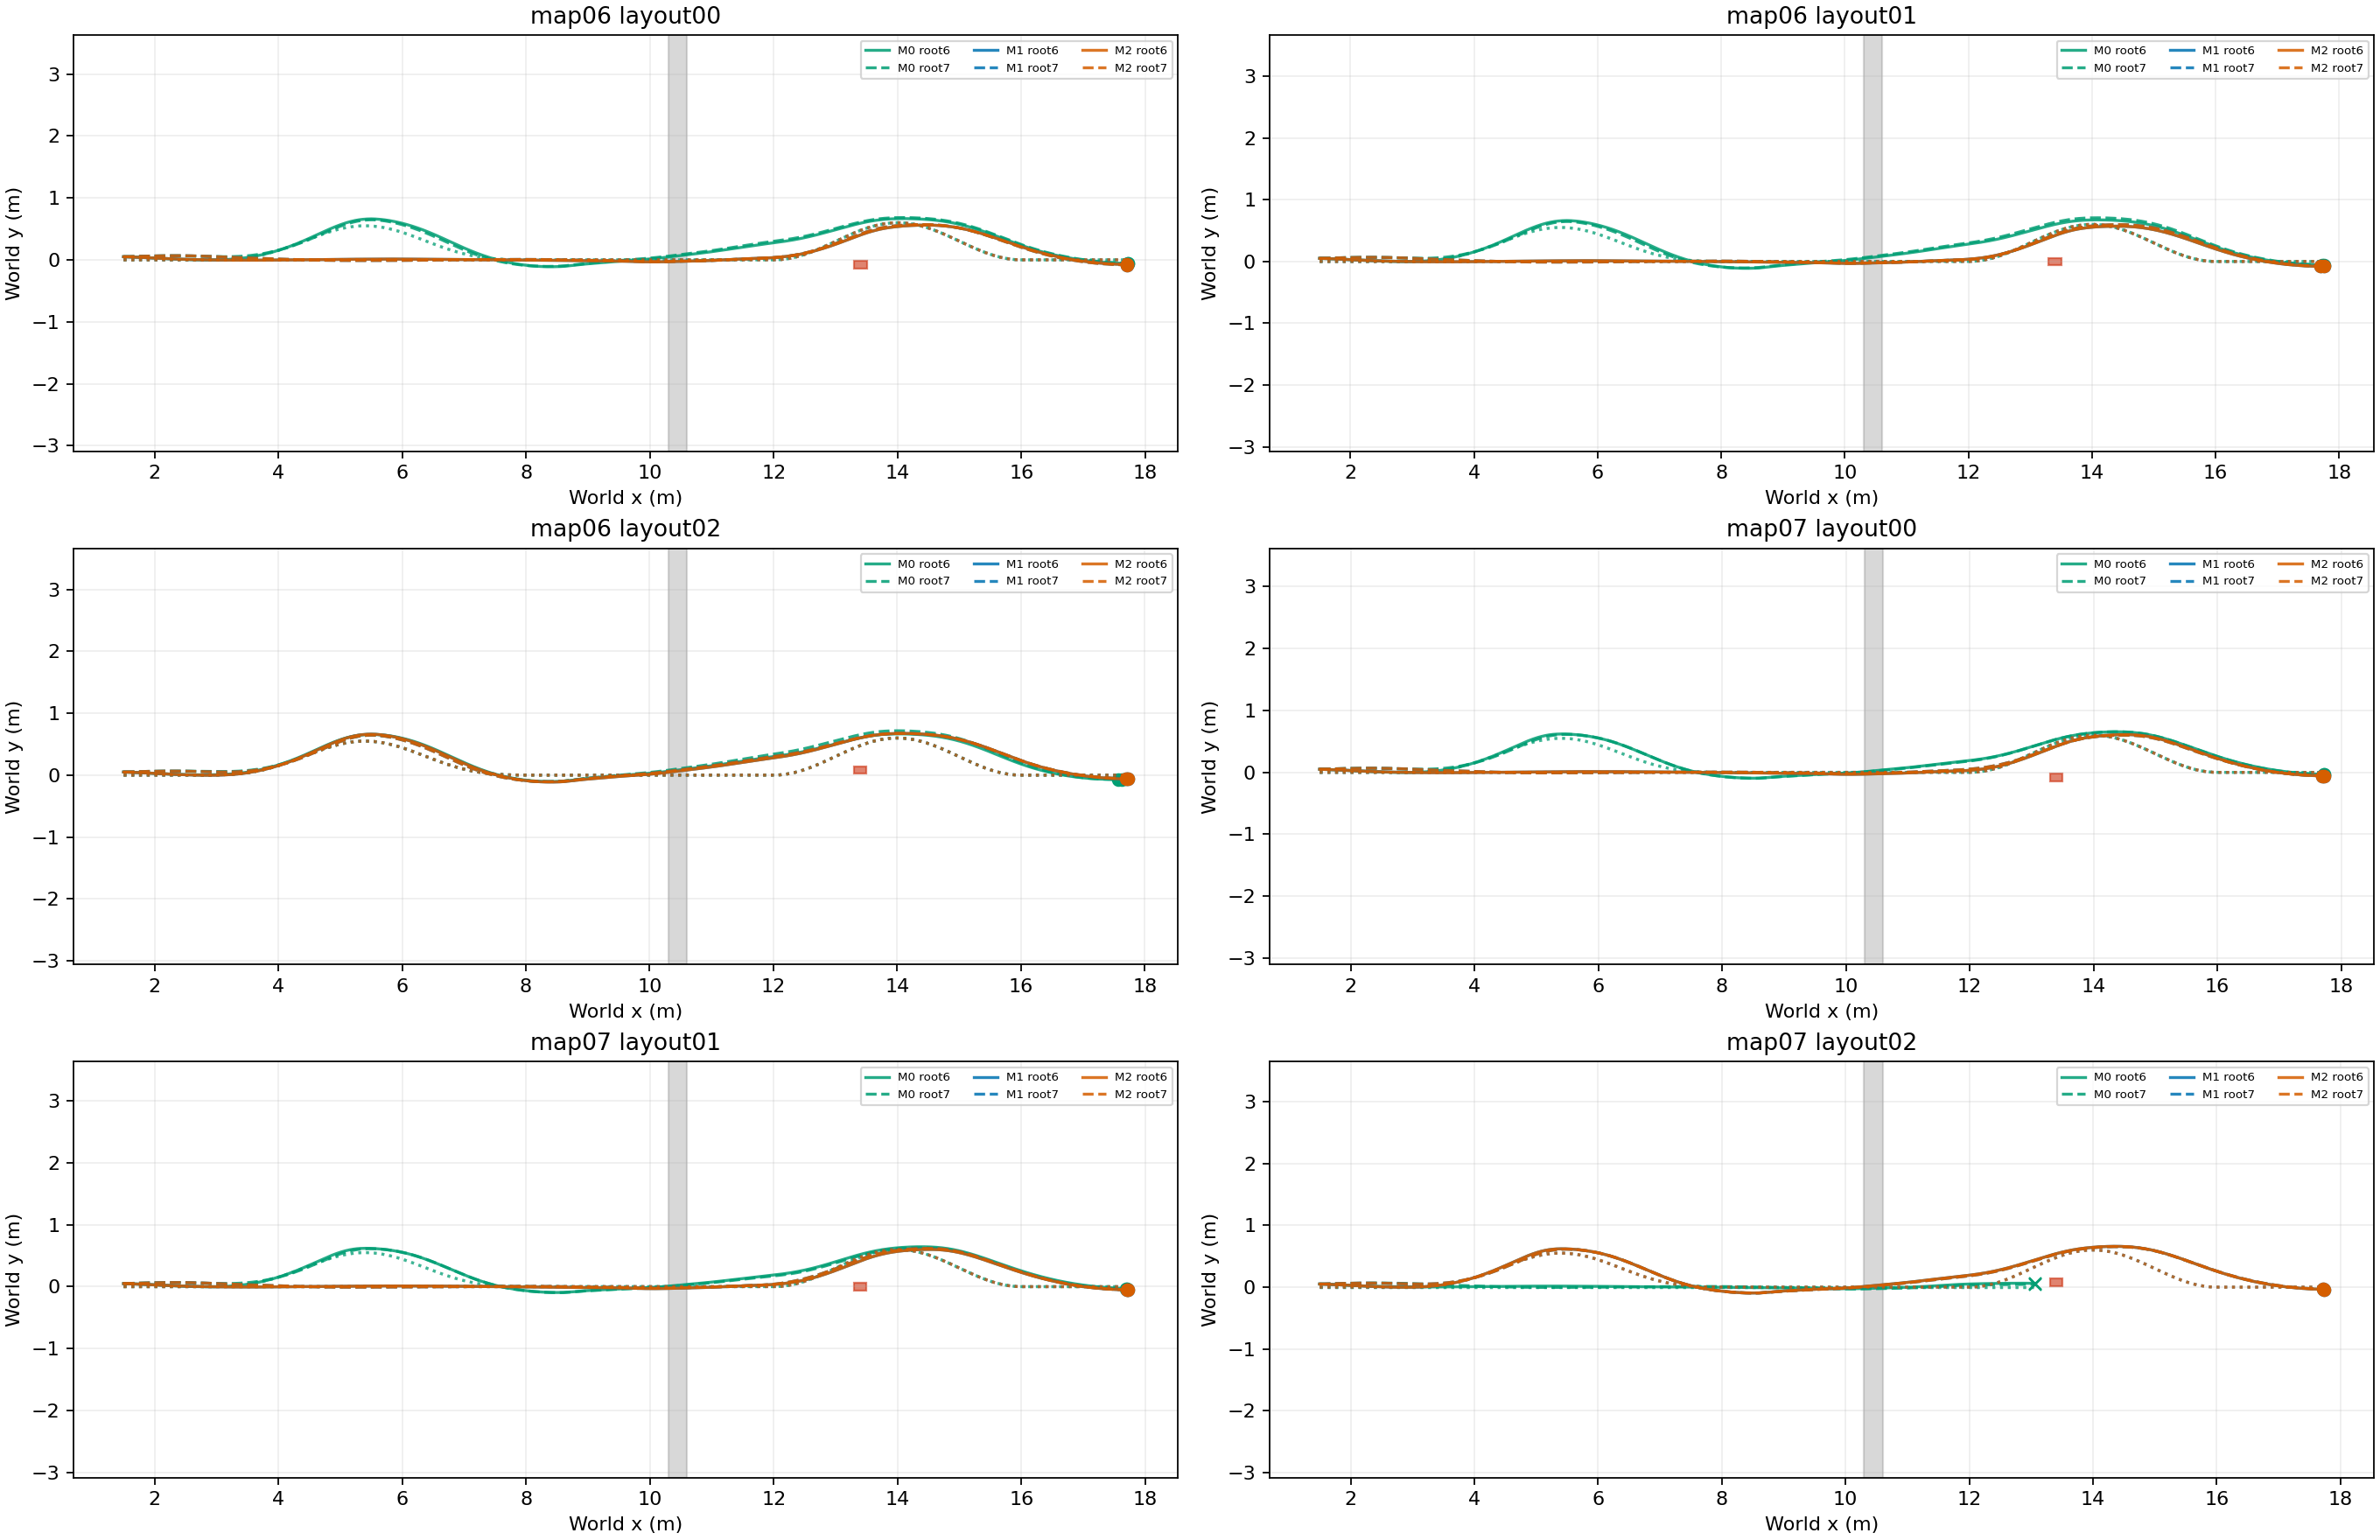 map06 layout00
M0 root6 M1 root6 M2 root6
M0 root7 M1 root7 M2 root7
World y (m)
3
2
1
0
−1
−2
−3
2 4 6 8 10 12 14 16 18
World x (m)
map06 layout01
M0 root6 M1 root6 M2 root6
M0 root7 M1 root7 M2 root7
World y (m)
3
2
1
0
−1
−2
−3
2 4 6 8 10 12 14 16 18
World x (m)
map06 layout02
M0 root6 M1 root6 M2 root6
M0 root7 M1 root7 M2 root7
World y (m)
3
2
1
0
−1
−2
−3
2 4 6 8 10 12 14 16 18
World x (m)
map07 layout00
M0 root6 M1 root6 M2 root6
M0 root7 M1 root7 M2 root7
World y (m)
3
2
1
0
−1
−2
−3
2 4 6 8 10 12 14 16 18
World x (m)
map07 layout01
M0 root6 M1 root6 M2 root6
M0 root7 M1 root7 M2 root7
World y (m)
3
2
1
0
−1
−2
−3
2 4 6 8 10 12 14 16 18
World x (m)
map07 layout02
M0 root6 M1 root6 M2 root6
M0 root7 M1 root7 M2 root7
World y (m)
3
2
1
0
−1
−2
−3
2 4 6 8 10 12 14 16 18
World x (m)